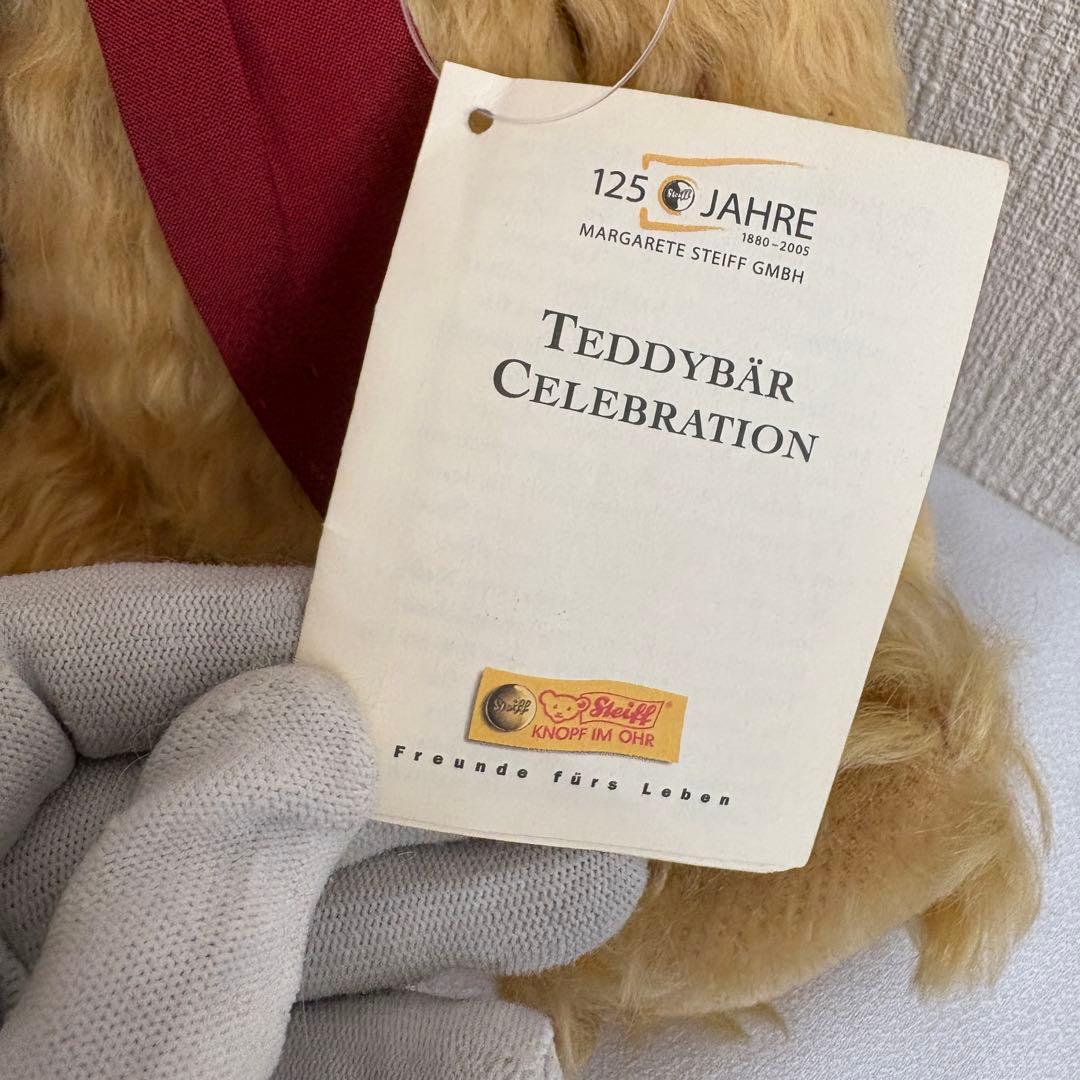 125 Steiff JAHRE
1880-2005
MARGARETE STEIFF GMBH
TEDDYBÄR
CELEBRATION
Steiff Steiff®
KNOPF IM OHR
Freunde fürs Leben